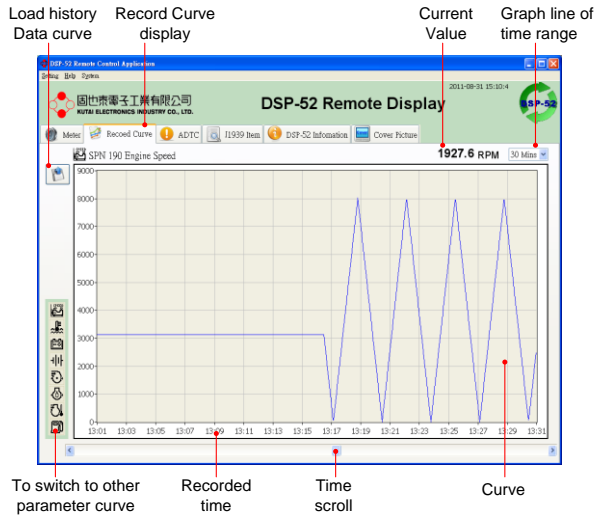 Load history
Data curve
Record Curve
display
Current
Value
Graph line of
time range
DSP-52 Remote Control Application
Seting Help System
2011-08-31 15:10:4
固也泰電子工業有限公司
KUTAI ELECTRONICS INDUSTRY CO., LTD.
DSP-52 Remote Display
DSP-52
Meter Recoed Curve ADTC J1939 Item DSP-52 Infomation Cover Picture
SPN 190 Engine Speed
1927.6 RPM
30 Mins
9000
8000
7000
6000
5000
4000
3000
2000
1000
0
13:01 13:03 13:05 13:07 13:09 13:11 13:13 13:15 13:17 13:19 13:21 13:23 13:25 13:27 13:29 13:31
To switch to other
parameter curve
Recorded
time
Time
scroll
Curve